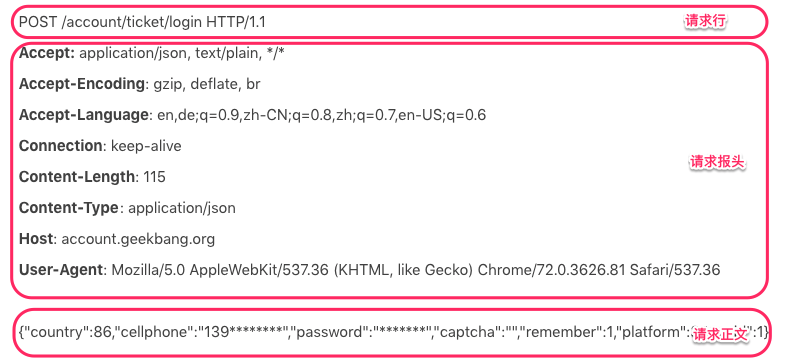 POST /account/ticket/login HTTP/1.1 请求行
Accept: application/json, text/plain, */*
Accept-Encoding: gzip, deflate, br
Accept-Language: en,de;q=0.9,zh-CN;q=0.8,zh;q=0.7,en-US;q=0.6
Connection: keep-alive
请求报头
Content-Length: 115
Content-Type: application/json
Host: account.geekbang.org
User-Agent: Mozilla/5.0 AppleWebKit/537.36 (KHTML, like Gecko) Chrome/72.0.3626.81 Safari/537.36
{"country":86,"cellphone":"139********","password":"*******","captcha":"","remember":1,"platform": 请求正文 ":1}